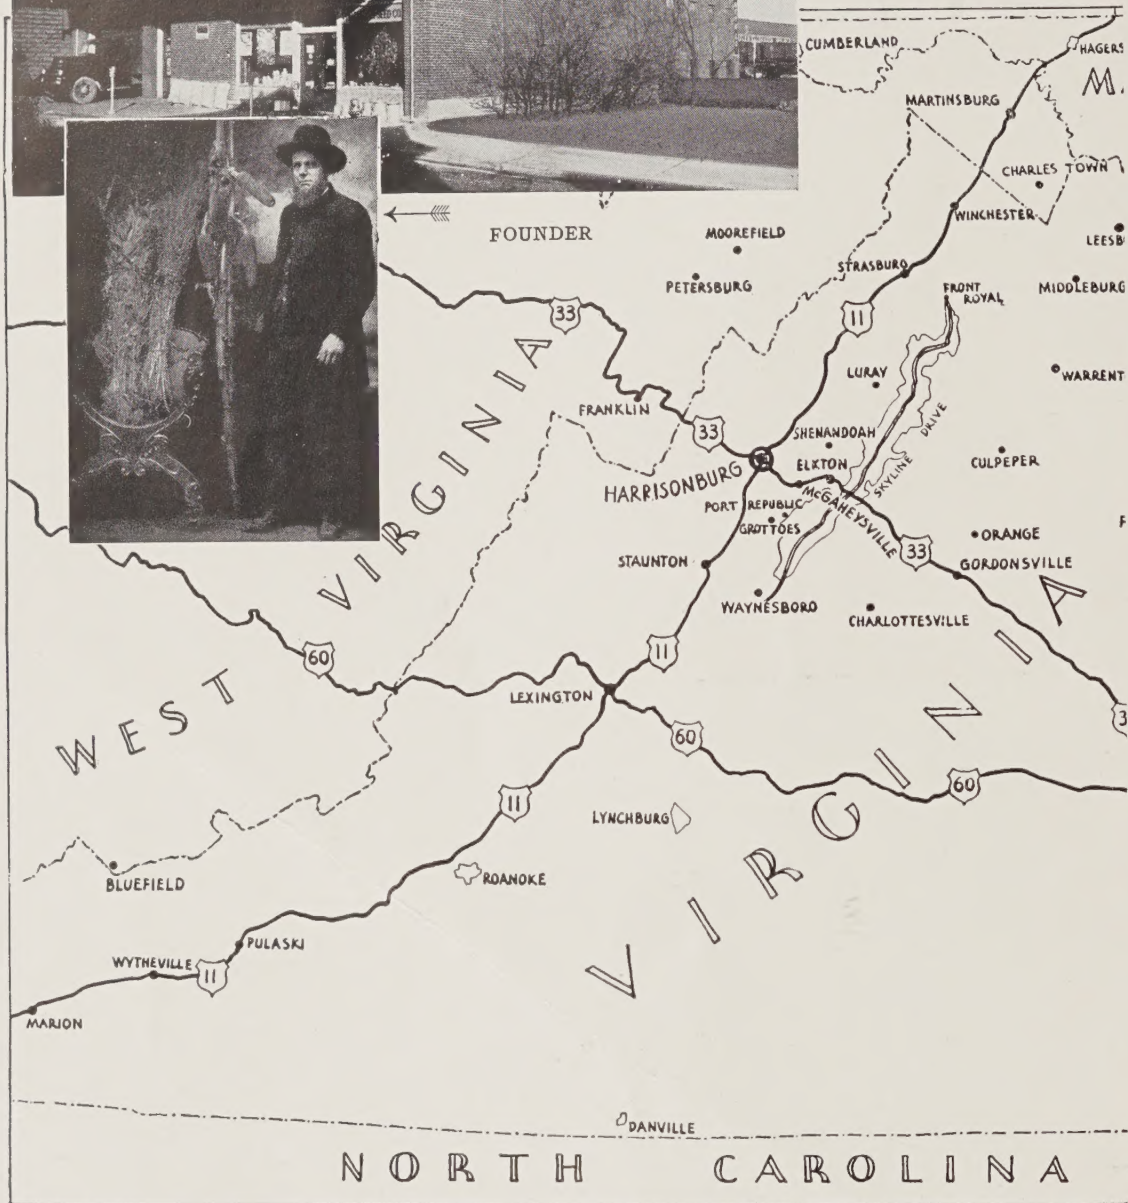 CUMBERLAND
HAGERS
M.
MARTINSBURG
CHARLES TOWN
WINCHESTER
LEESB
FOUNDER
MOOREFIELD
STRASBURG
PETERSBURG
FRONT
ROYAL
MIDDLEBURG
33
11
LURAY
WARRENT
FRANKLIN
33
SHENANDOAH
SKYLINE DRIVE
HARRISONBURG
ELKTON
CULPEPER
McGAHEYSVILLE
PORT REPUBLIC
GROTTOES
F
ORANGE
33
STAUNTON
GORDONSVILLE
WAYNESBORO
CHARLOTTESVILLE
60
11
WEST VIRGINIA
LEXINGTON
3
60
60
11
LYNCHBURG
VIRGINIA
BLUEFIELD
ROANOKE
PULASKI
WYTHEVILLE
11
MARION
DANVILLE
NORTH CAROLINA